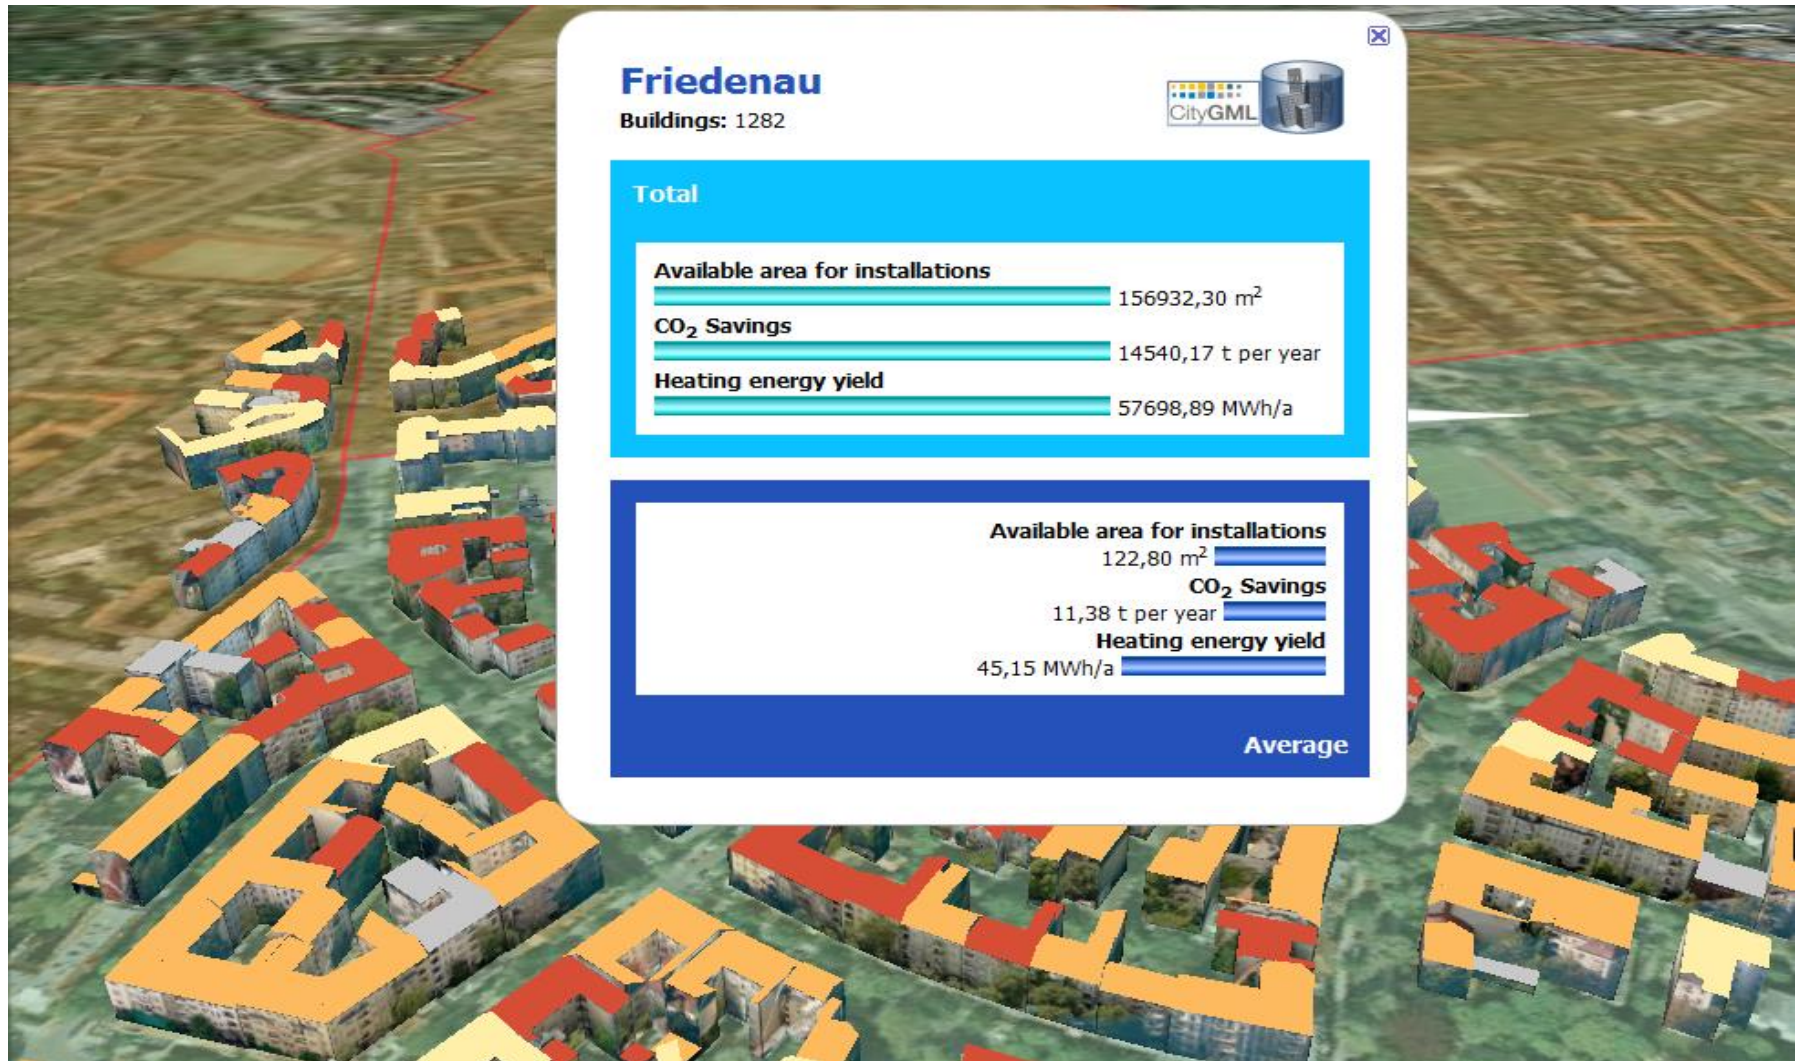 Friedenau
Buildings: 1282
CityGML
Total
Available area for installations
156932,30 m²
CO₂ Savings
14540,17 t per year
Heating energy yield
57698,89 MWh/a
Available area for installations
122,80 m²
CO₂ Savings
11,38 t per year
Heating energy yield
45,15 MWh/a
Average